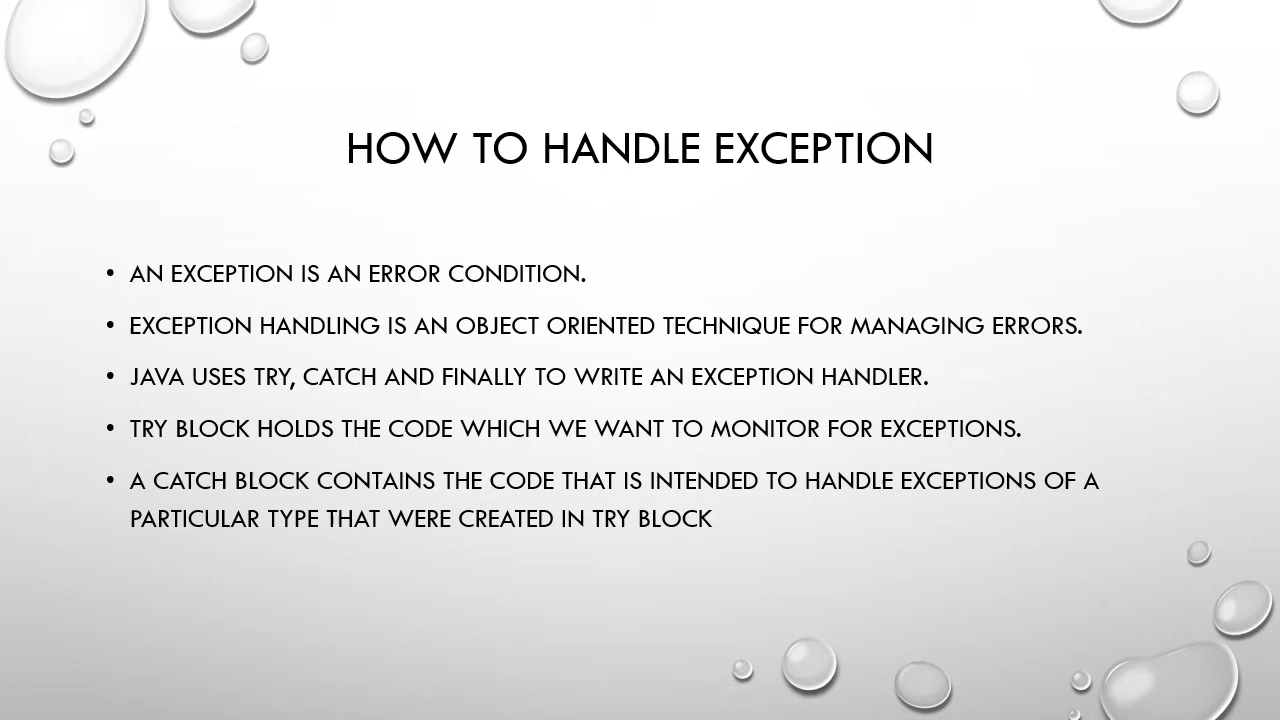 HOW TO HANDLE EXCEPTION
• AN EXCEPTION IS AN ERROR CONDITION.
• EXCEPTION HANDLING IS AN OBJECT ORIENTED TECHNIQUE FOR MANAGING ERRORS.
• JAVA USES TRY, CATCH AND FINALLY TO WRITE AN EXCEPTION HANDLER.
• TRY BLOCK HOLDS THE CODE WHICH WE WANT TO MONITOR FOR EXCEPTIONS.
• A CATCH BLOCK CONTAINS THE CODE THAT IS INTENDED TO HANDLE EXCEPTIONS OF A
PARTICULAR TYPE THAT WERE CREATED IN TRY BLOCK